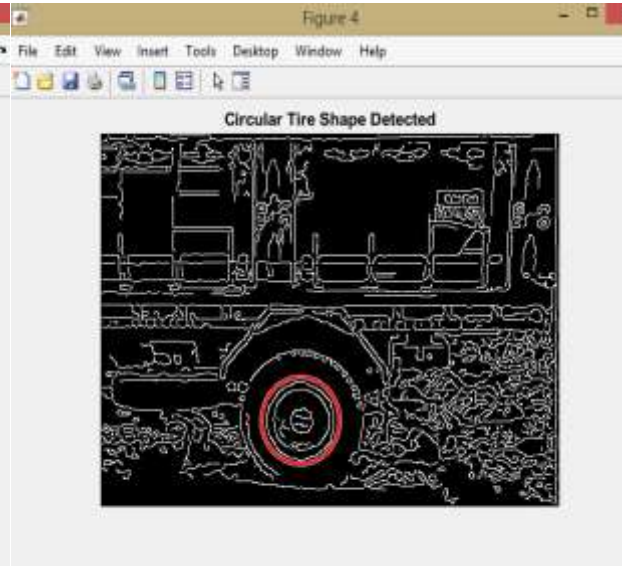 Figure 4
File Edit View Insert Tools Desktop Window Help
Circular Tire Shape Detected